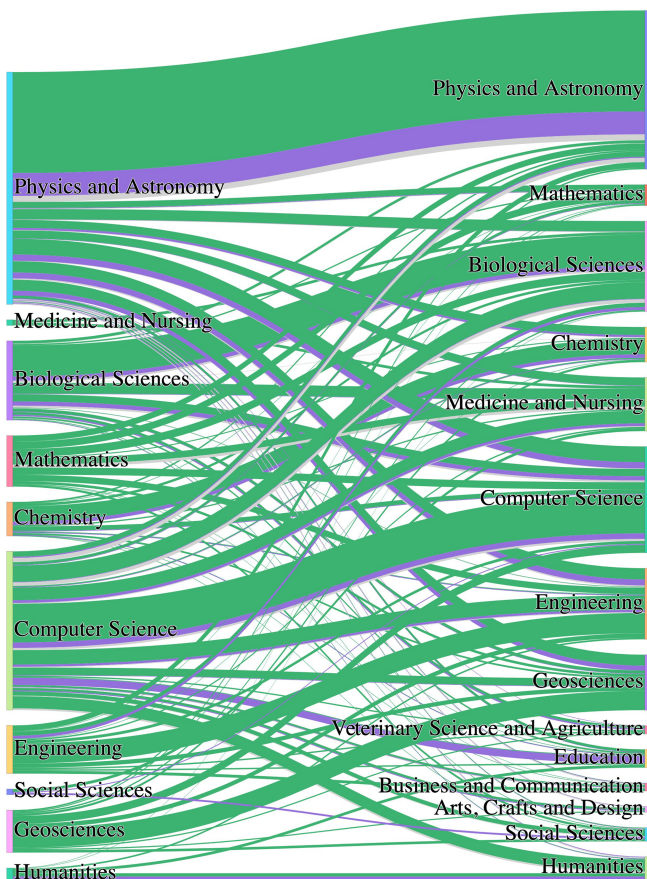 Physics and Astronomy
Medicine and Nursing
Biological Sciences
Mathematics
Chemistry
Computer Science
Engineering
Social Sciences
Geosciences
Humanities
Physics and Astronomy
Mathematics
Biological Sciences
Chemistry
Medicine and Nursing
Computer Science
Engineering
Geosciences
Veterinary Science and Agriculture
Education
Business and Communication
Arts, Crafts and Design
Social Sciences
Humanities